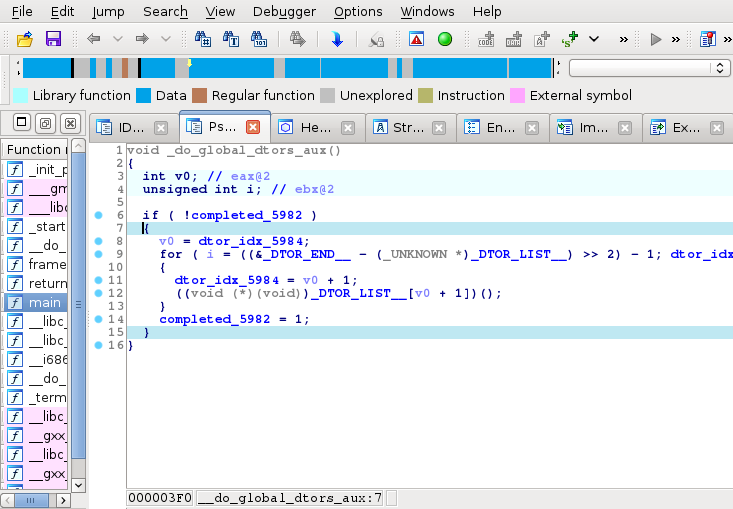 File Edit Jump Search View Debugger Options Windows Help
Library function Data Regular function Unexplored Instruction External symbol
ID... Ps... He... Str... En... Im... Ex...
Function
_init_p
___gm
___libc
_start
__do_
frame
return
main
__libc_
__libc_
__i686
__do_
_term
__libc_
__gxx_
__libc_
__gxx_
1 void _do_global_dtors_aux()
2 {
3 int v0; // eax@2
4 unsigned int i; // ebx@2
5
6 if ( !completed_5982 )
7 {
8 v0 = dtor_idx_5984;
9 for ( i = ((&_DTOR_END__ - (_UNKNOWN *)_DTOR_LIST__) >> 2) - 1; dtor_idx
10 {
11 dtor_idx_5984 = v0 + 1;
12 ((void (*)(void))_DTOR_LIST__[v0 + 1])();
13 }
14 completed_5982 = 1;
15 }
16 }
000003F0 __do_global_dtors_aux:7